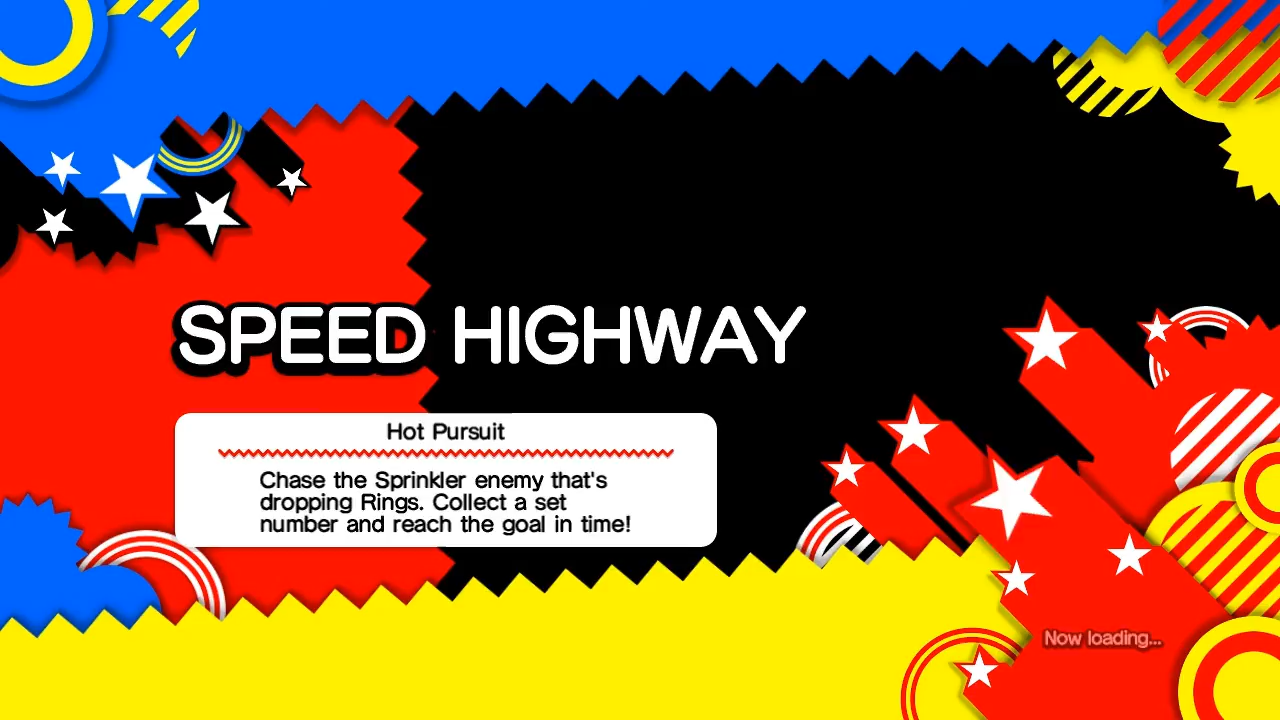 SPEED HIGHWAY
Hot Pursuit
Chase the Sprinkler enemy that's
dropping Rings. Collect a set
number and reach the goal in time!
Now loading...